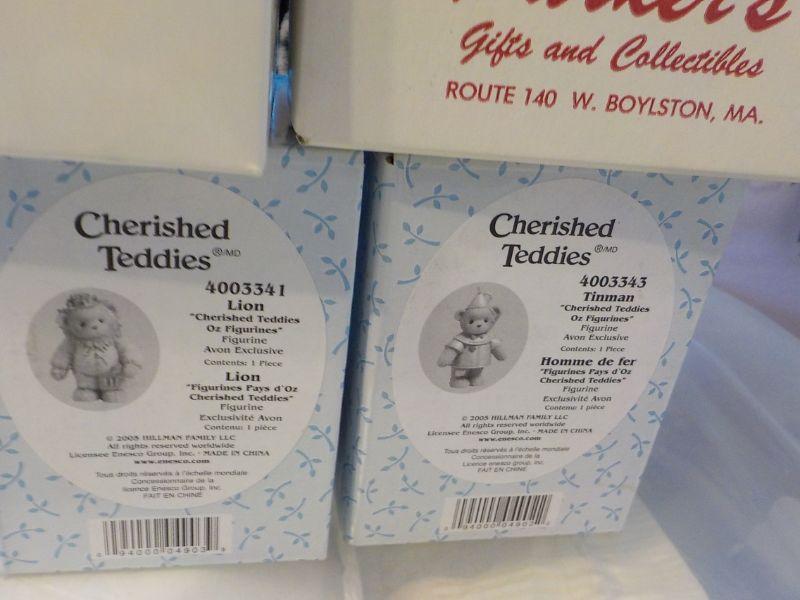 Gifts and Collectibles
ROUTE 140 W. BOYLSTON, MA.
Cherished
Teddies ®/MD
4003341
Lion
"Cherished Teddies
Oz Figurines"
Figurine
Avon Exclusive
Contents: 1 Piece
Lion
"Figurines Pays d'Oz
Cherished Teddies"
Figurine
Exclusivité Avon
Contenu: 1 pièce
© 2005 HILLMAN FAMILY LLC
All rights reserved worldwide
Licensee Enesco Group, Inc. - MADE IN CHINA
www.enesco.com
Tous droits réservés à l'échelle mondiale
Concessionnaire de la
licence Enesco group, Inc.
FAIT EN CHINE
94000 04903
Cherished
Teddies ®/MD
4003343
Tinman
"Cherished Teddies
Oz Figurines"
Figurine
Avon Exclusive
Contents: 1 Piece
Homme de fer
"Figurines Pays d'Oz
Cherished Teddies"
Figurine
Exclusivité Avon
Contenu: 1 pièce
© 2005 HILLMAN FAMILY LLC
All rights reserved worldwide
Licensee Enesco Group, Inc. - MADE IN CHINA
www.enesco.com
Tous droits réservés à l'échelle mondiale
Concessionnaire de la
Licence enesco group, Inc.
FAIT EN CHINE
94000 04902